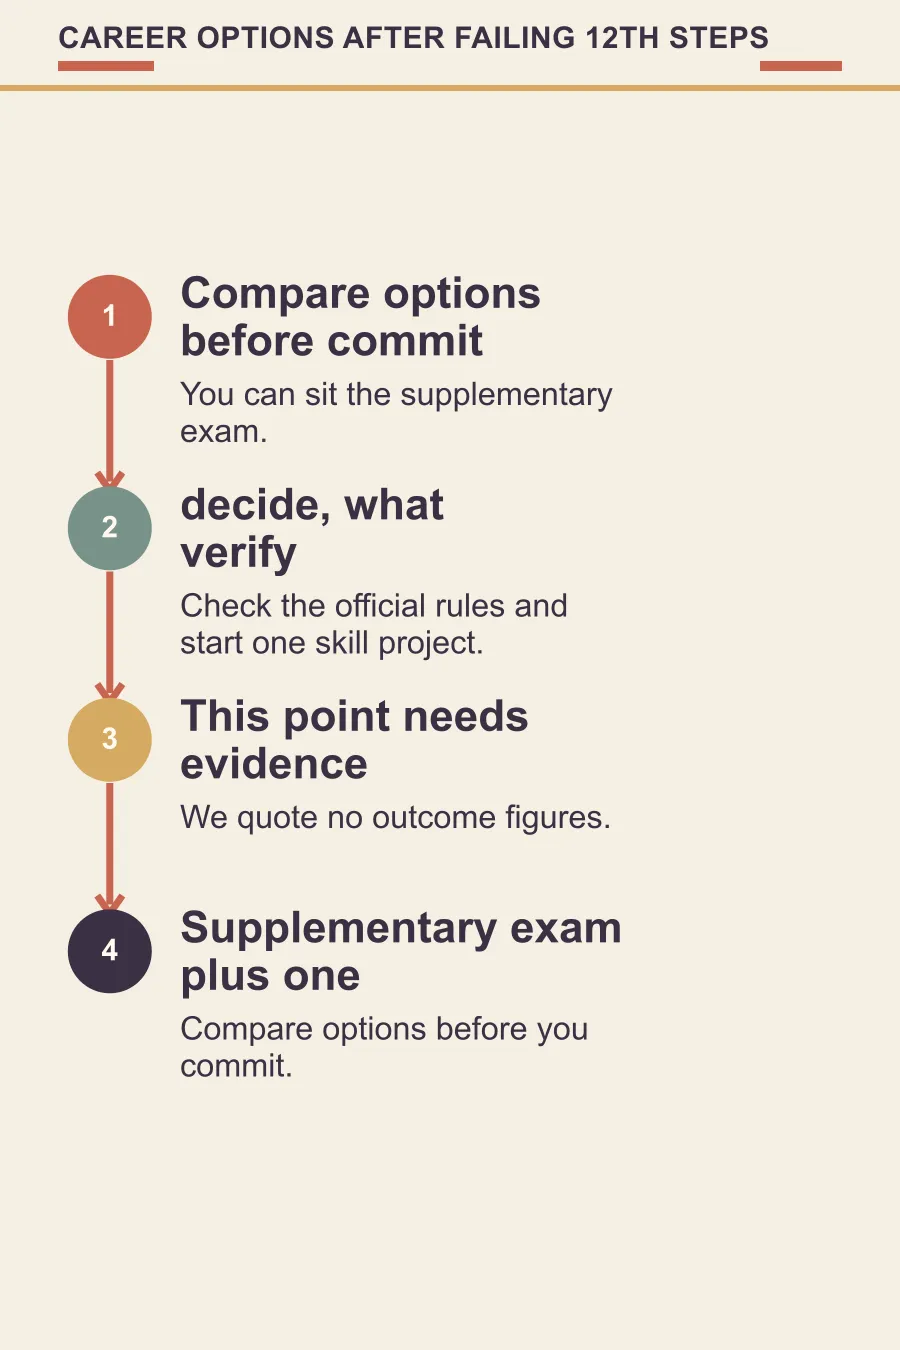 CAREER OPTIONS AFTER FAILING 12TH STEPS
1
Compare options
before commit
You can sit the supplementary
exam.
2
decide, what
verify
Check the official rules and
start one skill project.
3
This point needs
evidence
We quote no outcome figures.
4
Supplementary exam
plus one
Compare options before you
commit.